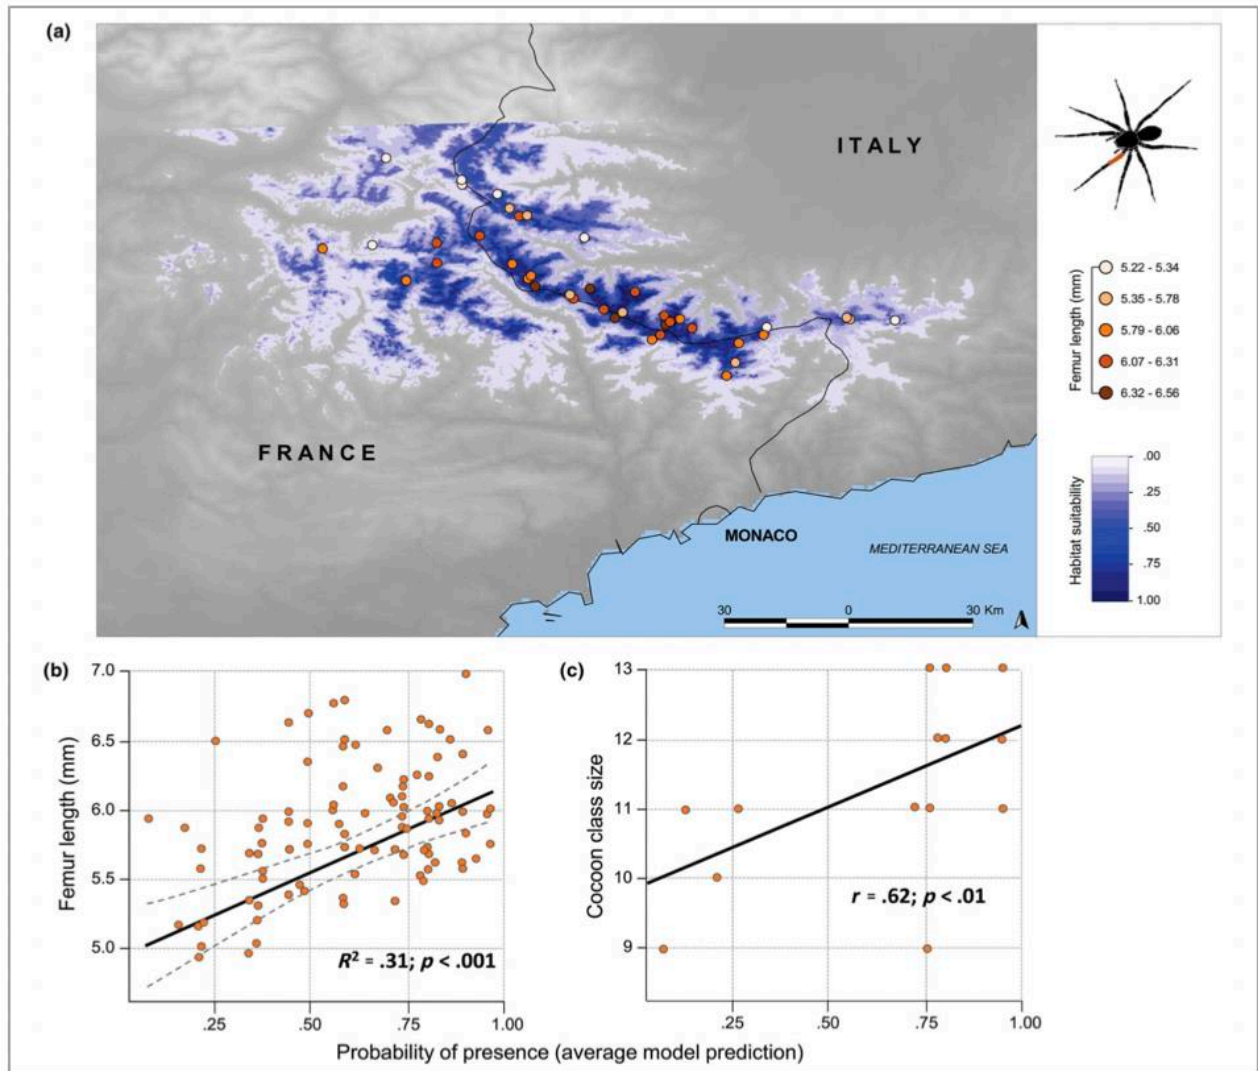 (a)
ITALY
FRANCE
MONACO
MEDITERRANEAN SEA
30 0 30 Km
Femur length (mm)
5.22 - 5.34
5.35 - 5.78
5.79 - 6.06
6.07 - 6.31
6.32 - 6.56
Habitat suitability
.00
.25
.50
.75
1.00
(b)
Femur length (mm)
7.0
6.5
6.0
5.5
5.0
R² = .31; p < .001
.25 .50 .75 1.00
(c)
Cocoon class size
13
12
11
10
9
r = .62; p < .01
.25 .50 .75 1.00
Probability of presence (average model prediction)